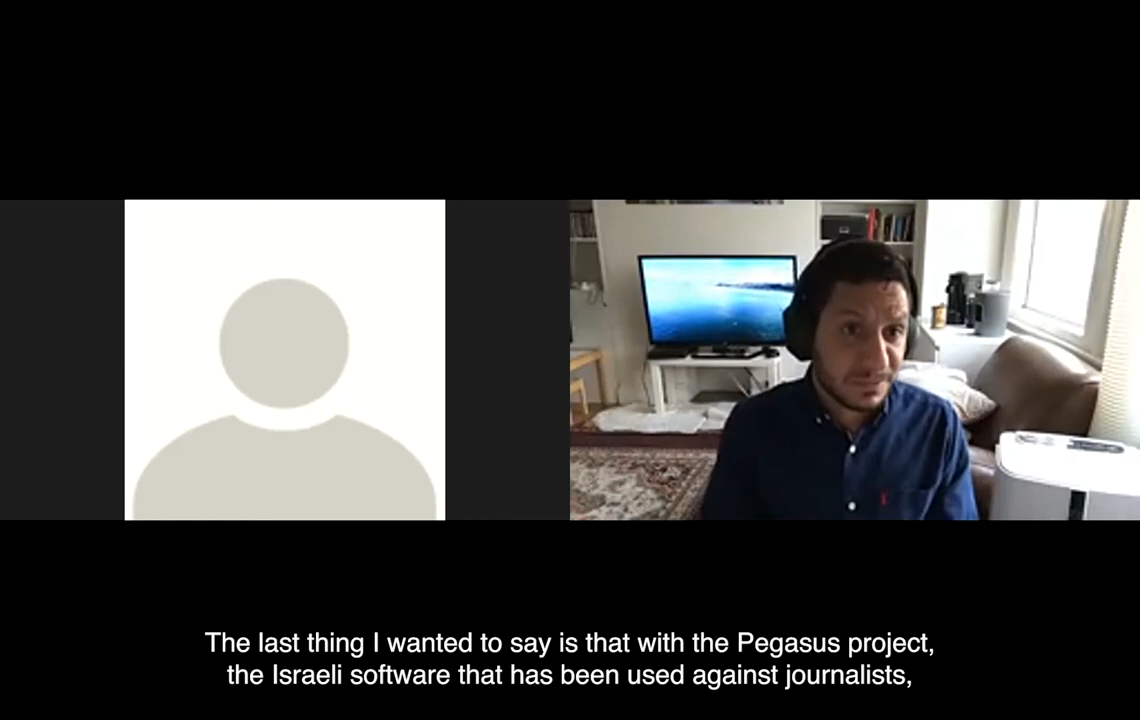 The last thing I wanted to say is that with the Pegasus project,
the Israeli software that has been used against journalists,